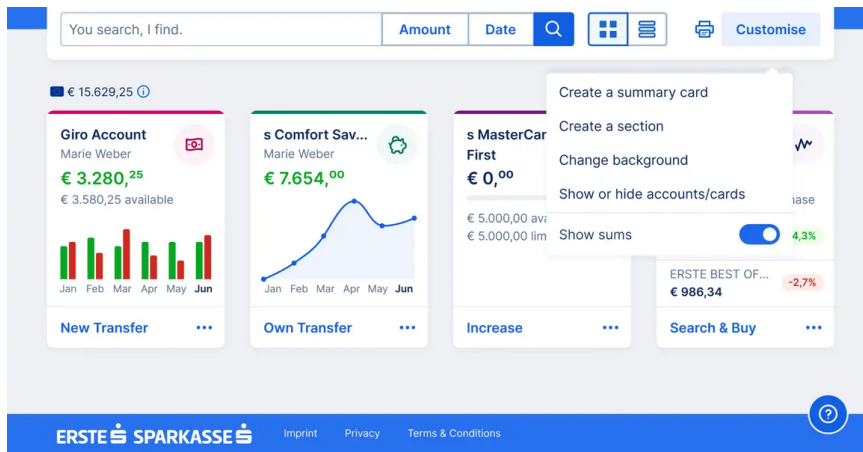 You search, I find.
Amount
Date
Customise
€ 15.629,25
Create a summary card
Create a section
Change background
Show or hide accounts/cards
Show sums
Giro Account
Marie Weber
€ 3.280,25
€ 3.580,25 available
Jan Feb Mar Apr May Jun
New Transfer
s Comfort Sav...
Marie Weber
€ 7.654,00
Jan Feb Mar Apr May Jun
Own Transfer
s MasterCar
First
€ 0,00
€ 5.000,00 ava
€ 5.000,00 lim
Increase
4,3%
ERSTE BEST OF...
€ 986,34
-2,7%
Search & Buy
ERSTE SPARKASSE
Imprint
Privacy
Terms & Conditions